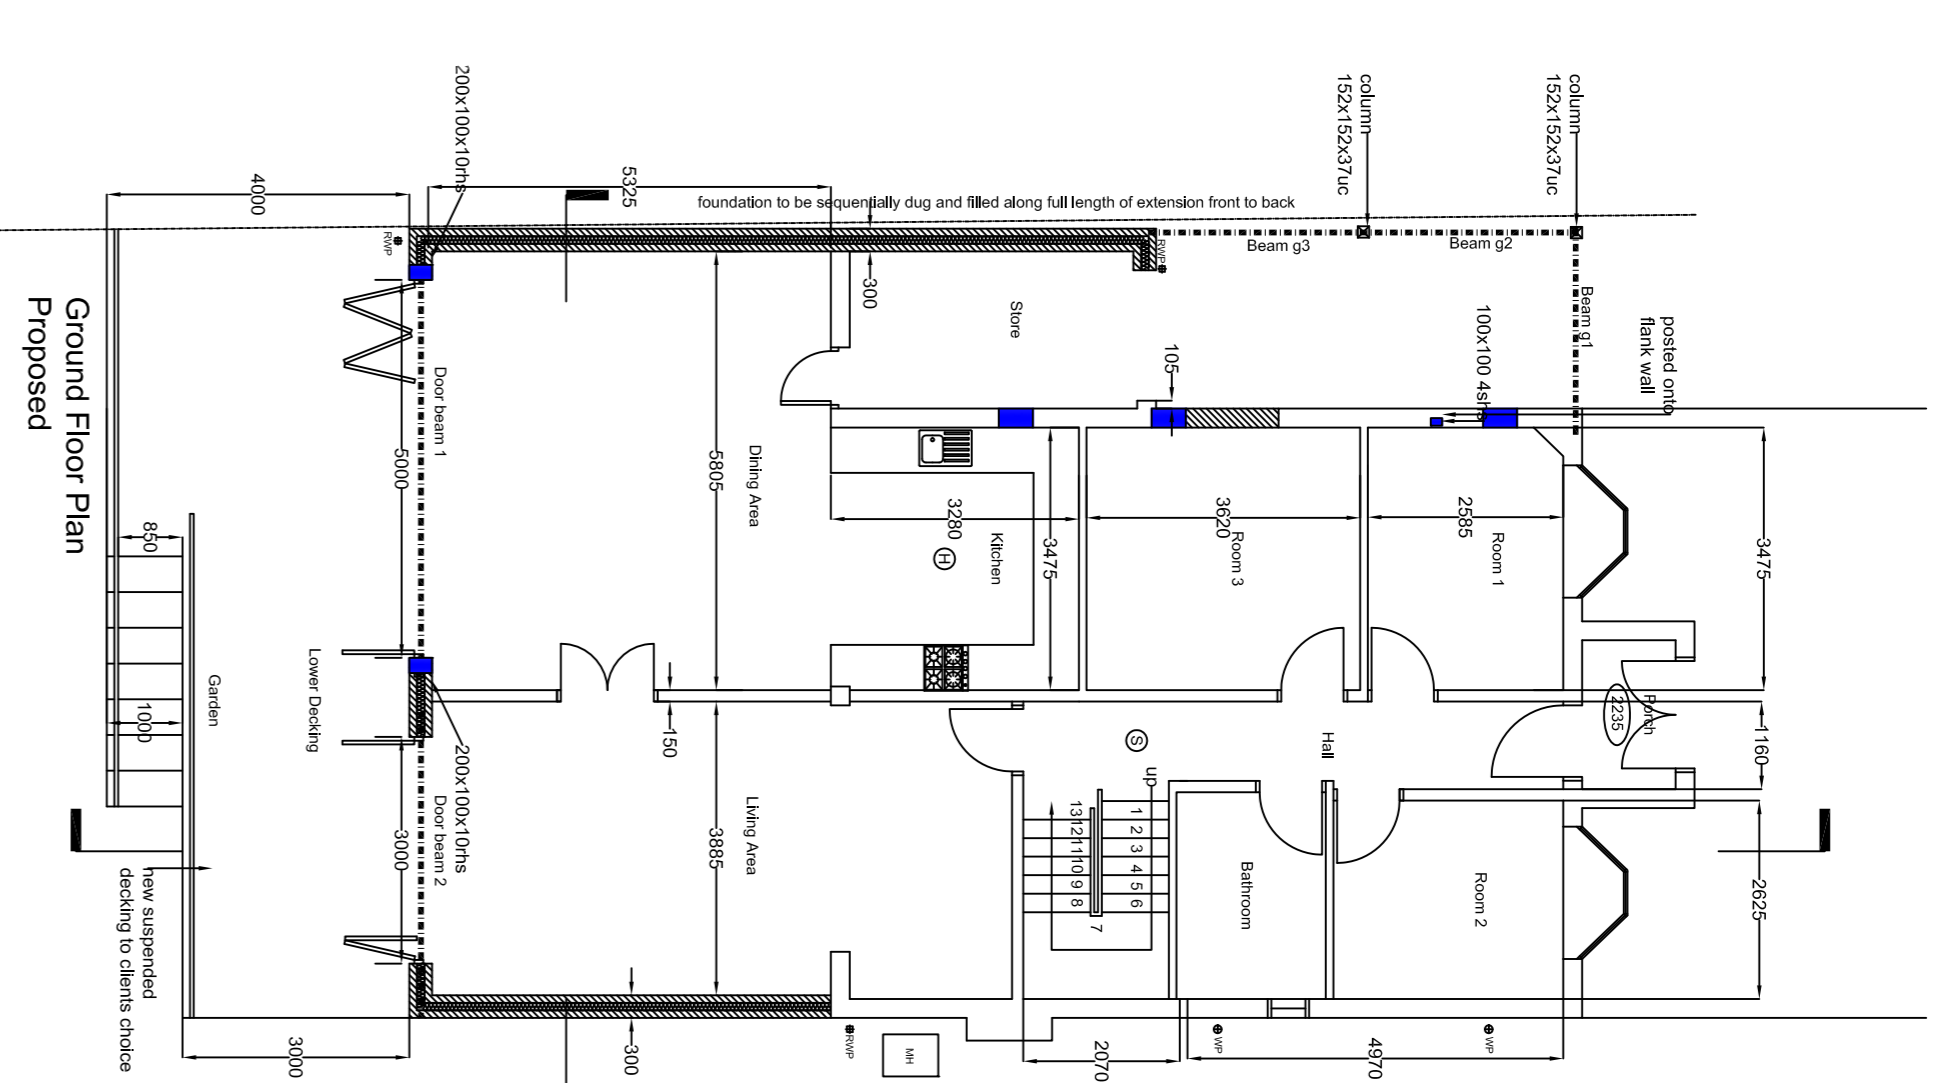 200x100x10rhs
column
152x152x37uc
column
152x152x37uc
4000
5325
foundation to be sequentially dug and filled along full length of extension front to back
RWP
RWP
Beam g3
Beam g2
Beam g1
posted onto
flank wall
100x100 4shs
300
Store
105
Ground Floor Plan
Proposed
Door beam 1
5000
5805
Dining Area
3280
H
Kitchen
3475
3620
Room 3
2585
Room 1
3475
850
1000
Garden
Lower Decking
150
S
Hall
Porch
2235
1160
up
200x100x10rhs
Door beam 2
3000
3885
Living Area
1
2
3
4
5
6
7
8
9
10
11
12
13
Bathroom
Room 2
2625
new suspended
decking to clients choice
3000
300
RWP
MH
2070
WP
4970
WP